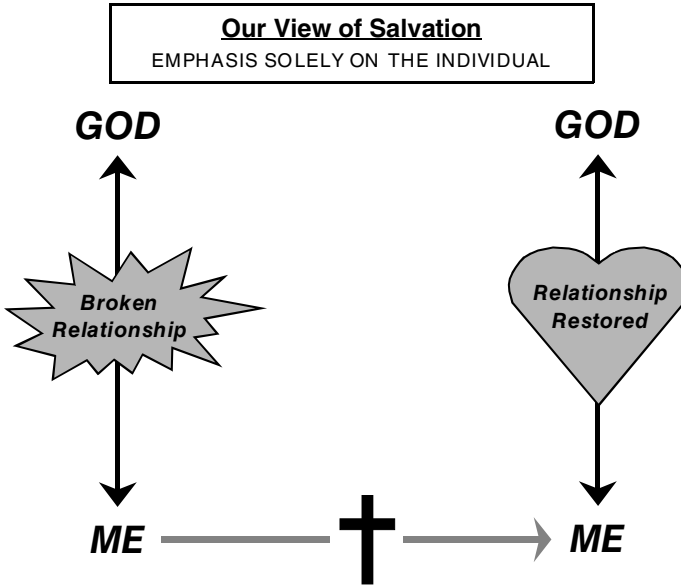 Our View of Salvation
EMPHASIS SOLELY ON THE INDIVIDUAL
GOD
GOD
Broken
Relationship
Relationship
Restored
ME
ME